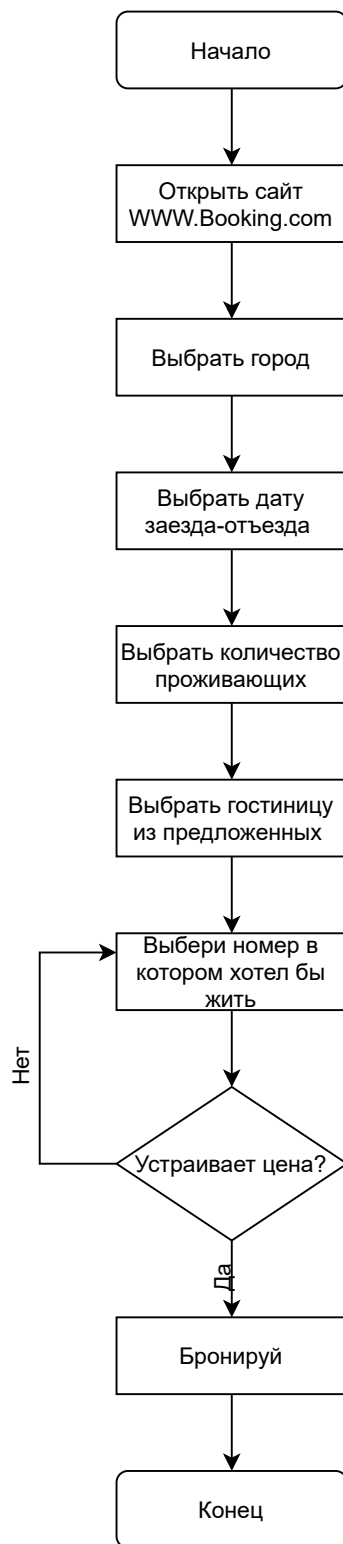 Начало
Открыть сайт
WWW.Booking.com
Выбрать город
Выбрать дату
заезда-отъезда
Выбрать количество
проживающих
Выбрать гостиницу
из предложенных
Выбери номер в
котором хотел бы
жить
Нет
Устраивает цена?
Да
Бронируй
Конец